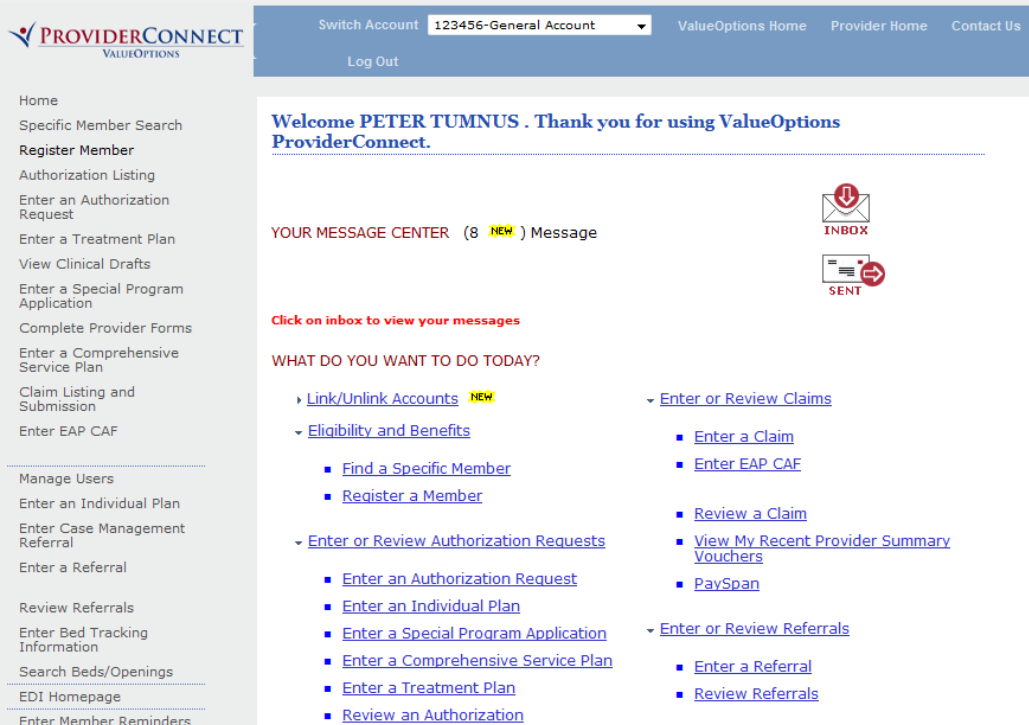 PROVIDERCONNECT
VALUEOPTIONS
Switch Account 123456-General Account ValueOptions Home Provider Home Contact Us
Log Out
Home
Specific Member Search
Register Member
Authorization Listing
Enter an Authorization
Request
Enter a Treatment Plan
View Clinical Drafts
Enter a Special Program
Application
Complete Provider Forms
Enter a Comprehensive
Service Plan
Claim Listing and
Submission
Enter EAP CAF
Manage Users
Enter an Individual Plan
Enter Case Management
Referral
Enter a Referral
Review Referrals
Enter Bed Tracking
Information
Search Beds/Openings
EDI Homepage
Enter Member Reminders
Welcome PETER TUMNUS . Thank you for using ValueOptions
ProviderConnect.
YOUR MESSAGE CENTER (8 NEW ) Message
INBOX
SENT
Click on inbox to view your messages
WHAT DO YOU WANT TO DO TODAY?
Link/Unlink Accounts NEW
Eligibility and Benefits
Find a Specific Member
Register a Member
Enter or Review Authorization Requests
Enter an Authorization Request
Enter an Individual Plan
Enter a Special Program Application
Enter a Comprehensive Service Plan
Enter a Treatment Plan
Review an Authorization
Enter or Review Claims
Enter a Claim
Enter EAP CAF
Review a Claim
View My Recent Provider Summary
Vouchers
PaySpan
Enter or Review Referrals
Enter a Referral
Review Referrals